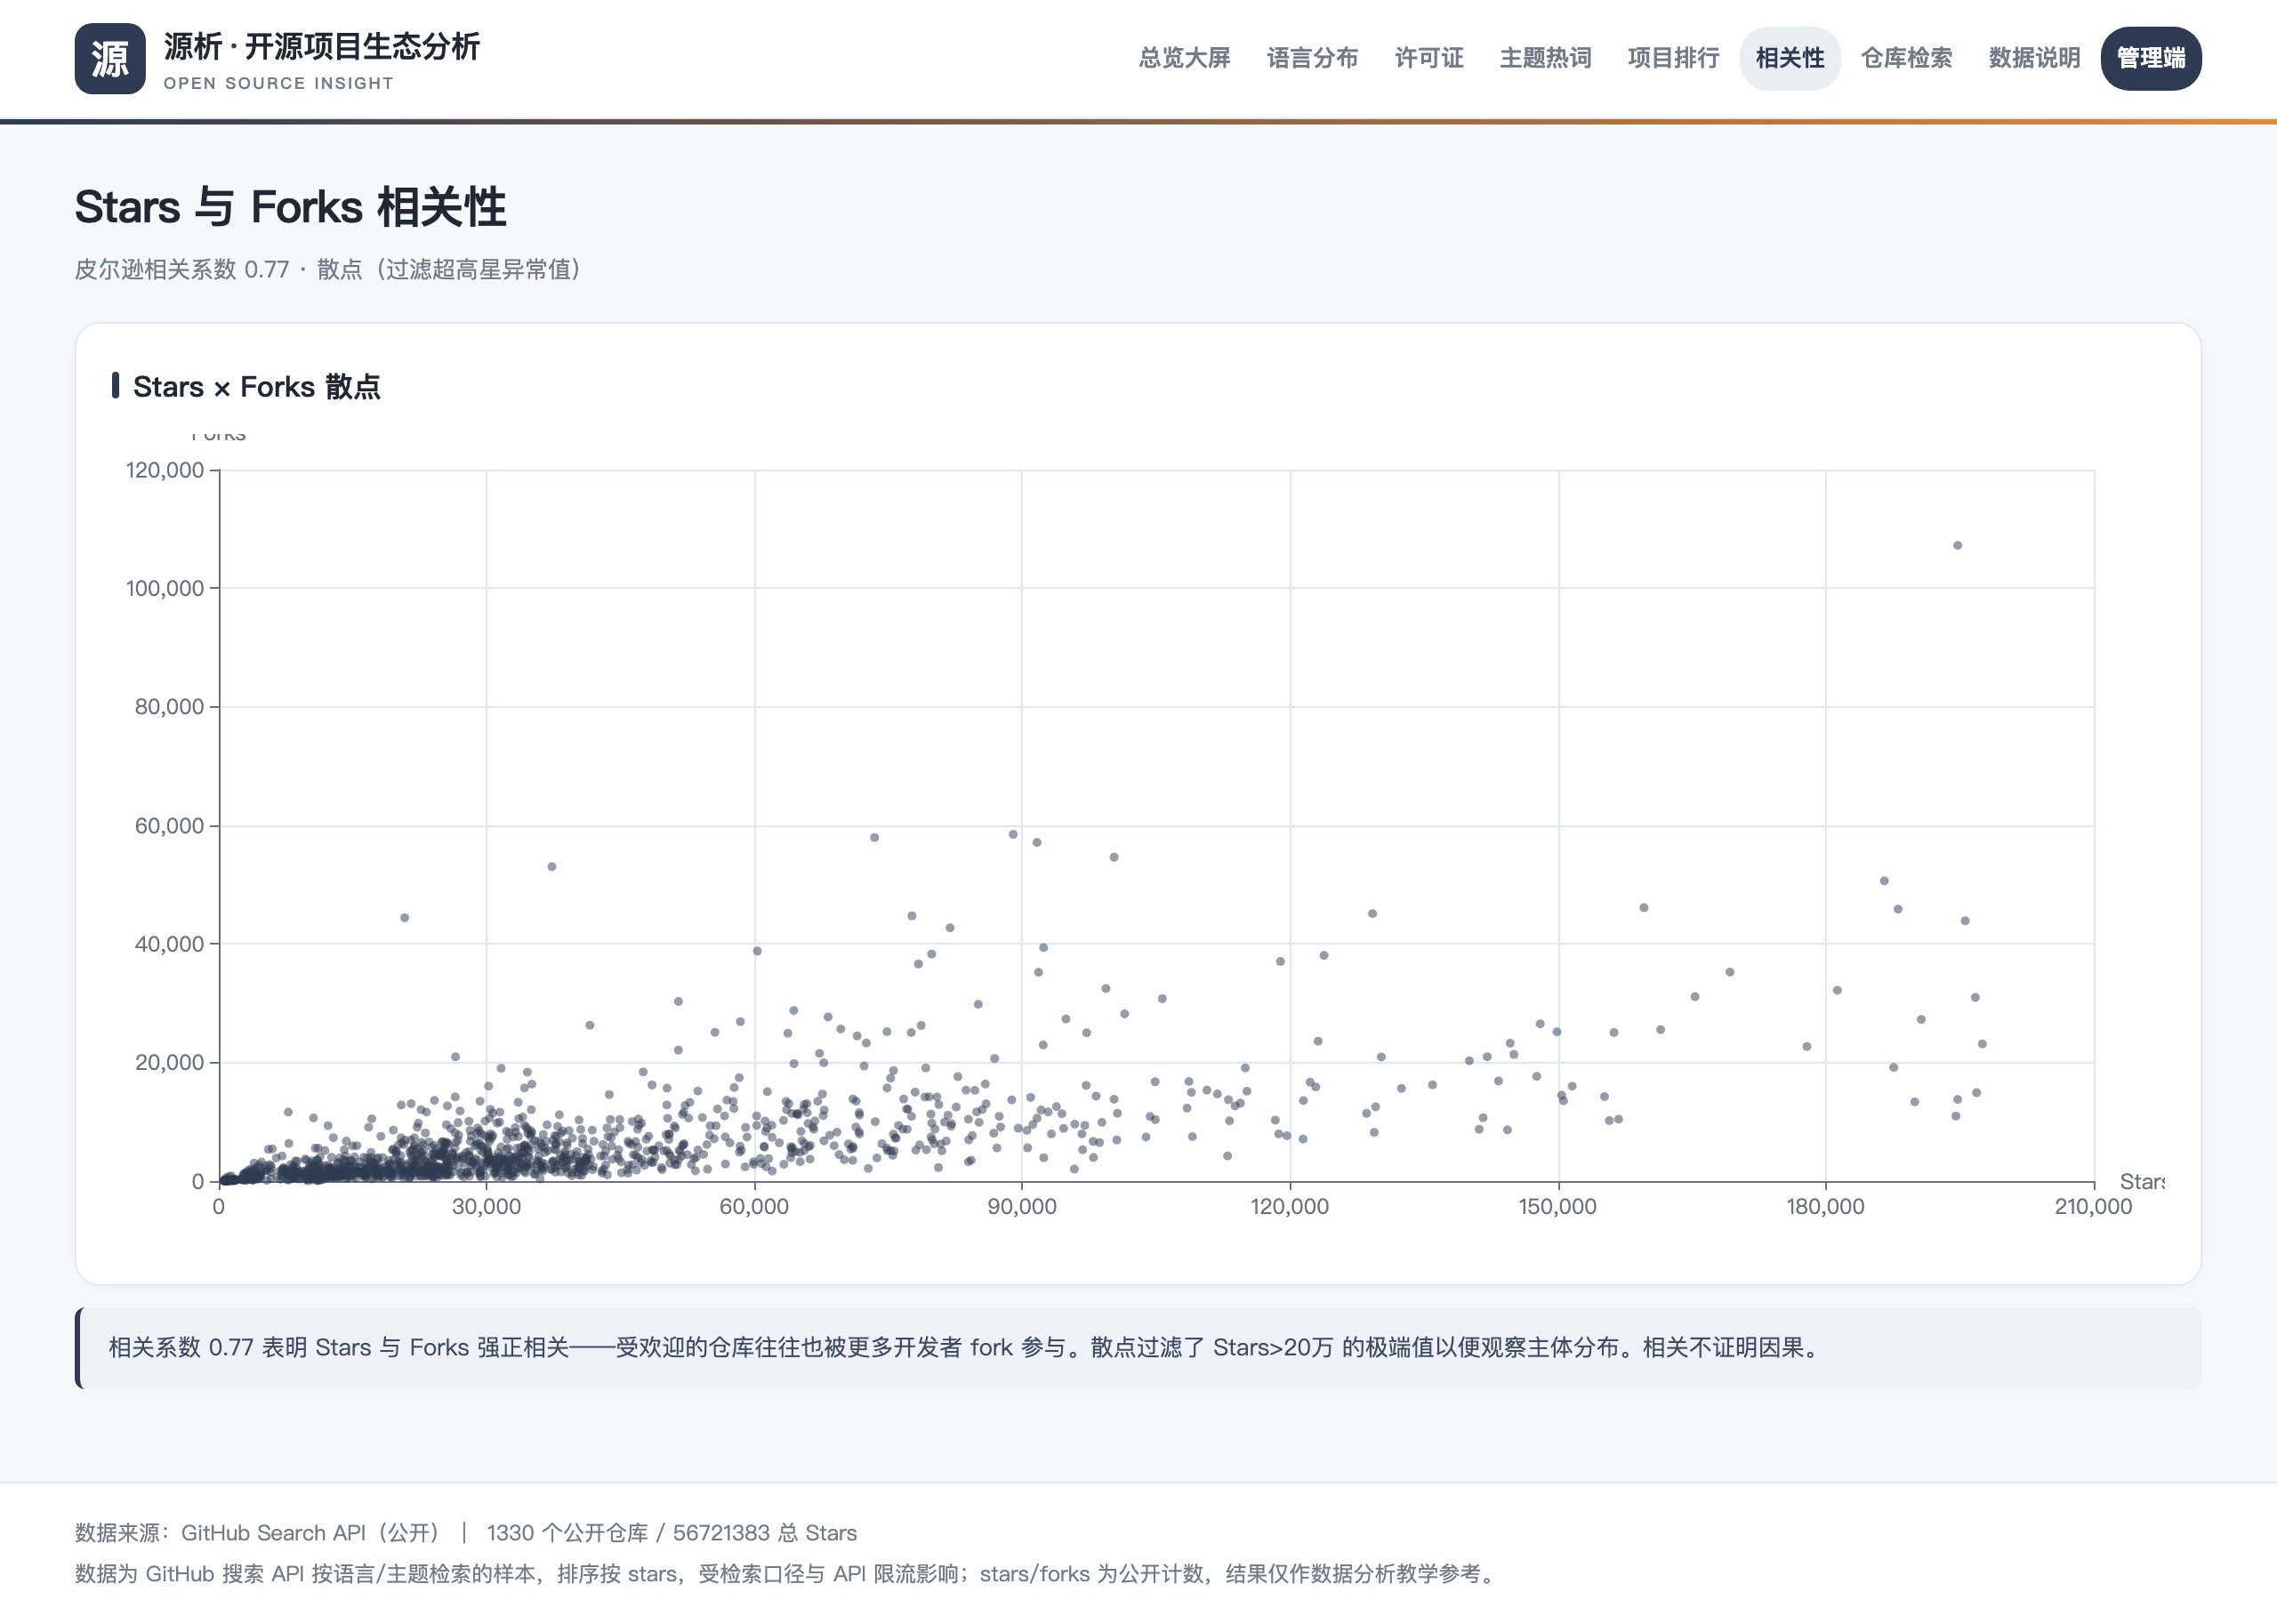 源
源析·开源项目生态分析
OPEN SOURCE INSIGHT
总览大屏 语言分布 许可证 主题热词 项目排行 相关性 仓库检索 数据说明 管理端
Stars 与 Forks 相关性
皮尔逊相关系数 0.77 · 散点（过滤超高星异常值）
Stars × Forks 散点
Forks
120,000
100,000
80,000
60,000
40,000
20,000
0
Stars
0 30,000 60,000 90,000 120,000 150,000 180,000 210,000
相关系数 0.77 表明 Stars 与 Forks 强正相关——受欢迎的仓库往往也被更多开发者 fork 参与。散点过滤了 Stars>20万 的极端值以便观察主体分布。相关不证明因果。
数据来源：GitHub Search API（公开） ｜ 1330 个公开仓库 / 56721383 总 Stars
数据为 GitHub 搜索 API 按语言/主题检索的样本，排序按 stars，受检索口径与 API 限流影响；stars/forks 为公开计数，结果仅作数据分析教学参考。